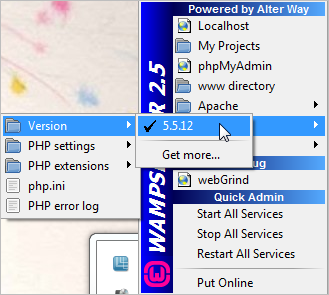 Powered by Alter Way
Localhost
My Projects
phpMyAdmin
www directory
Apache
Version
PHP settings
PHP extensions
php.ini
PHP error log
5.5.12
Get more...
ug
webGrind
Quick Admin
Start All Services
Stop All Services
Restart All Services
Put Online
WAMPS
R 2.5